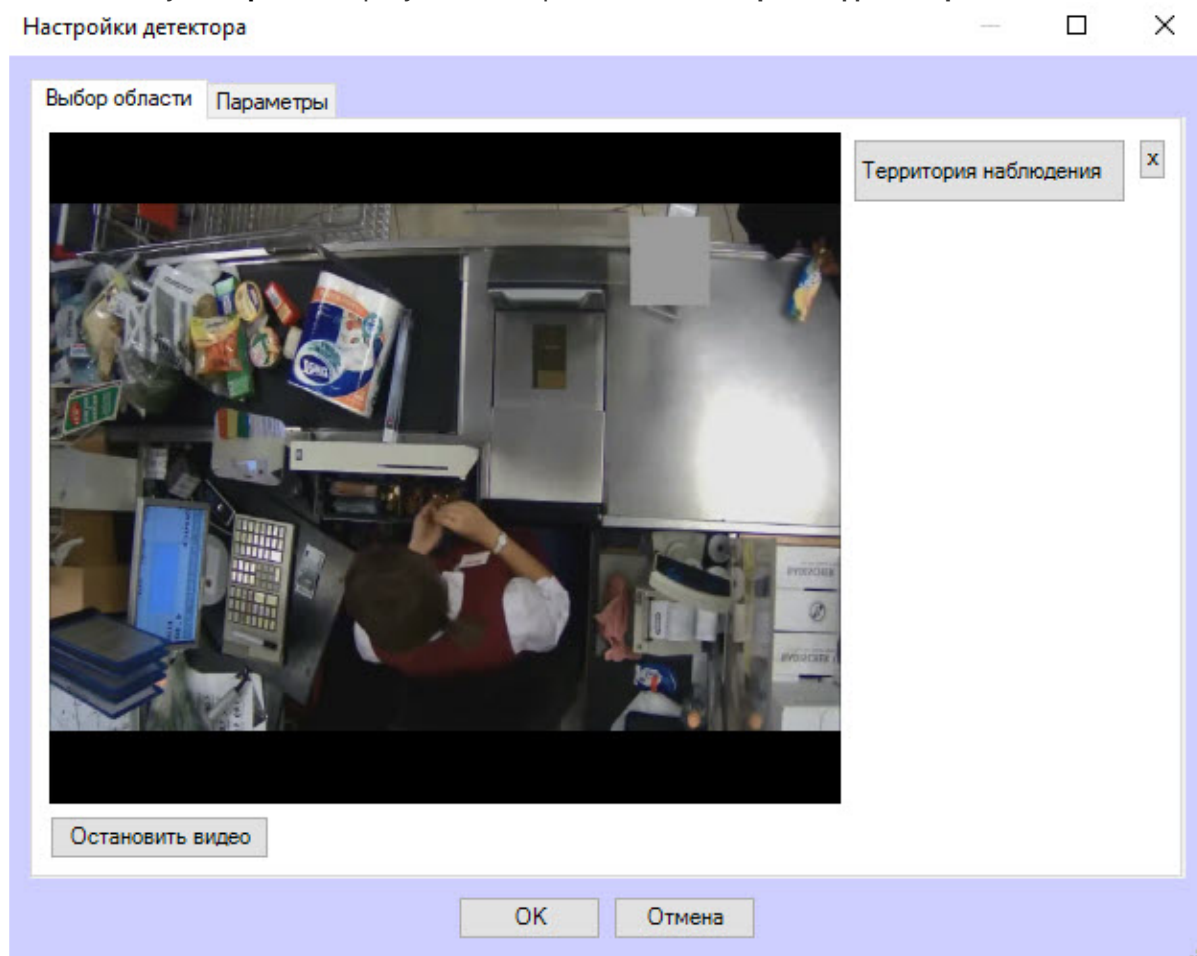 Настройки детектора
Выбор области
Параметры
Территория наблюдения
x
Остановить видео
OK
Отмена